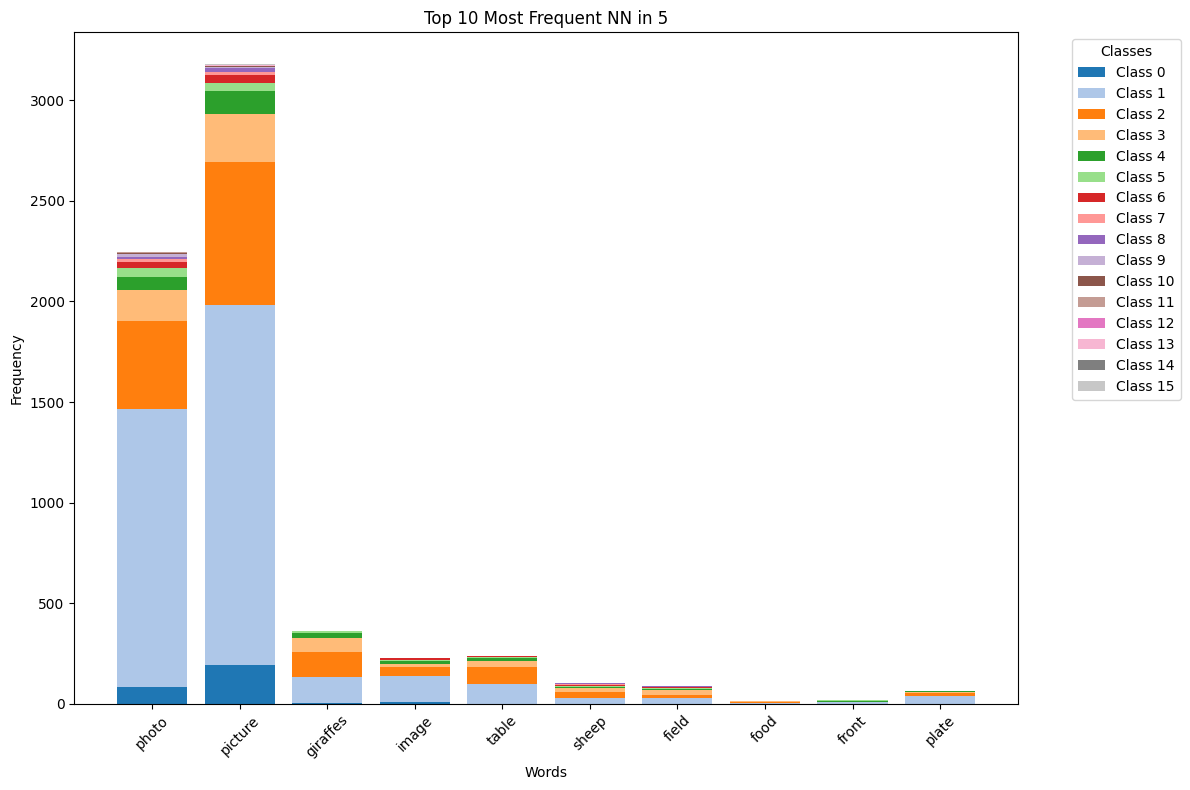 Top 10 Most Frequent NN in 5
Frequency
3000
2500
2000
1500
1000
500
0
photo
picture
giraffes
image
table
sheep
field
food
front
plate
Words
Classes
Class 0
Class 1
Class 2
Class 3
Class 4
Class 5
Class 6
Class 7
Class 8
Class 9
Class 10
Class 11
Class 12
Class 13
Class 14
Class 15